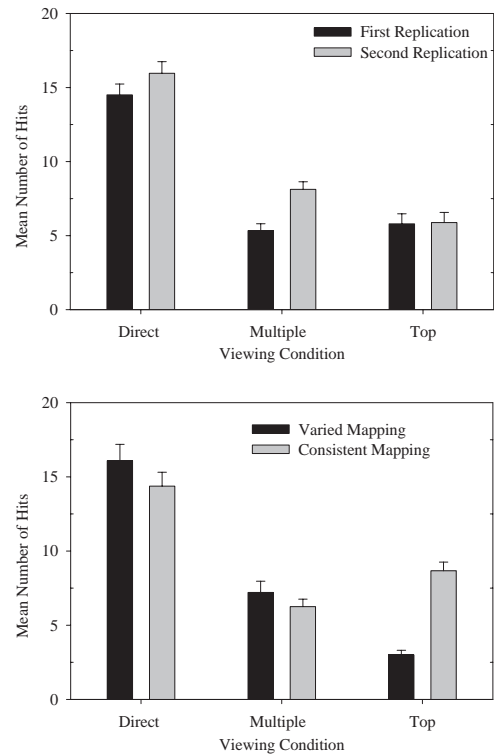 20
15
10
5
0
Mean Number of Hits
First Replication
Second Replication
Direct Multiple Top
Viewing Condition
20
15
10
5
0
Mean Number of Hits
Varied Mapping
Consistent Mapping
Direct Multiple Top
Viewing Condition